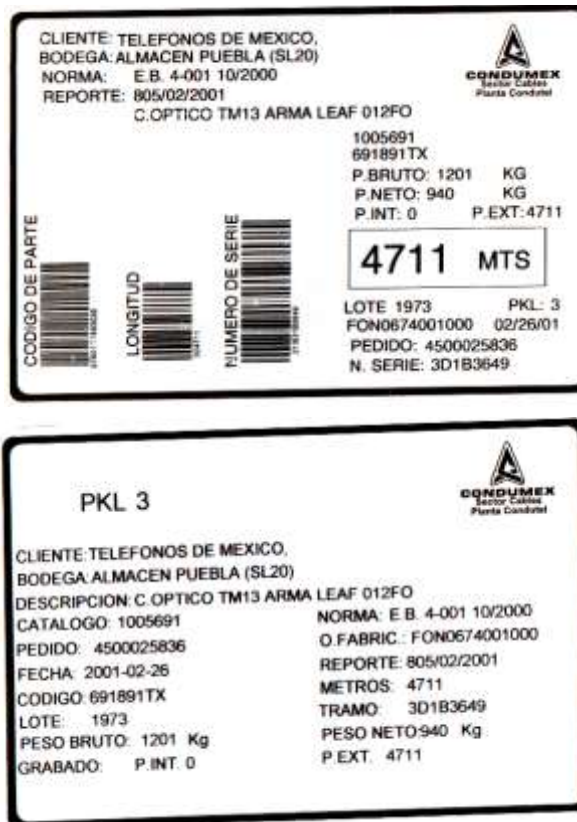 CLIENTE: TELEFONOS DE MEXICO,
BODEGA: ALMACEN PUEBLA (SL20)
NORMA: E.B. 4-001 10/2000
REPORTE: 805/02/2001
C.OPTICO TM13 ARMA LEAF 012FO
CONDUMEX
Sector Cables
Planta Condutel
1005691
691891TX
P.BRUTO: 1201 KG
P.NETO: 940 KG
P.INT: 0 P.EXT: 4711
4711 MTS
CODIGO DE PARTE
LONGITUD
NUMERO DE SERIE
LOTE 1973 PKL: 3
FON0674001000 02/26/01
PEDIDO: 4500025836
N. SERIE: 3D1B3649
PKL 3
CONDUMEX
Sector Cables
Planta Condutel
CLIENTE: TELEFONOS DE MEXICO,
BODEGA: ALMACEN PUEBLA (SL20)
DESCRIPCION: C.OPTICO TM13 ARMA LEAF 012FO
CATALOGO: 1005691 NORMA: E.B. 4-001 10/2000
PEDIDO: 4500025836 O.FABRIC.: FON0674001000
FECHA: 2001-02-26 REPORTE: 805/02/2001
CODIGO: 691891TX METROS: 4711
LOTE: 1973 TRAMO: 3D1B3649
PESO BRUTO: 1201 Kg PESO NETO: 940 Kg
GRABADO: P.INT. 0 P.EXT. 4711